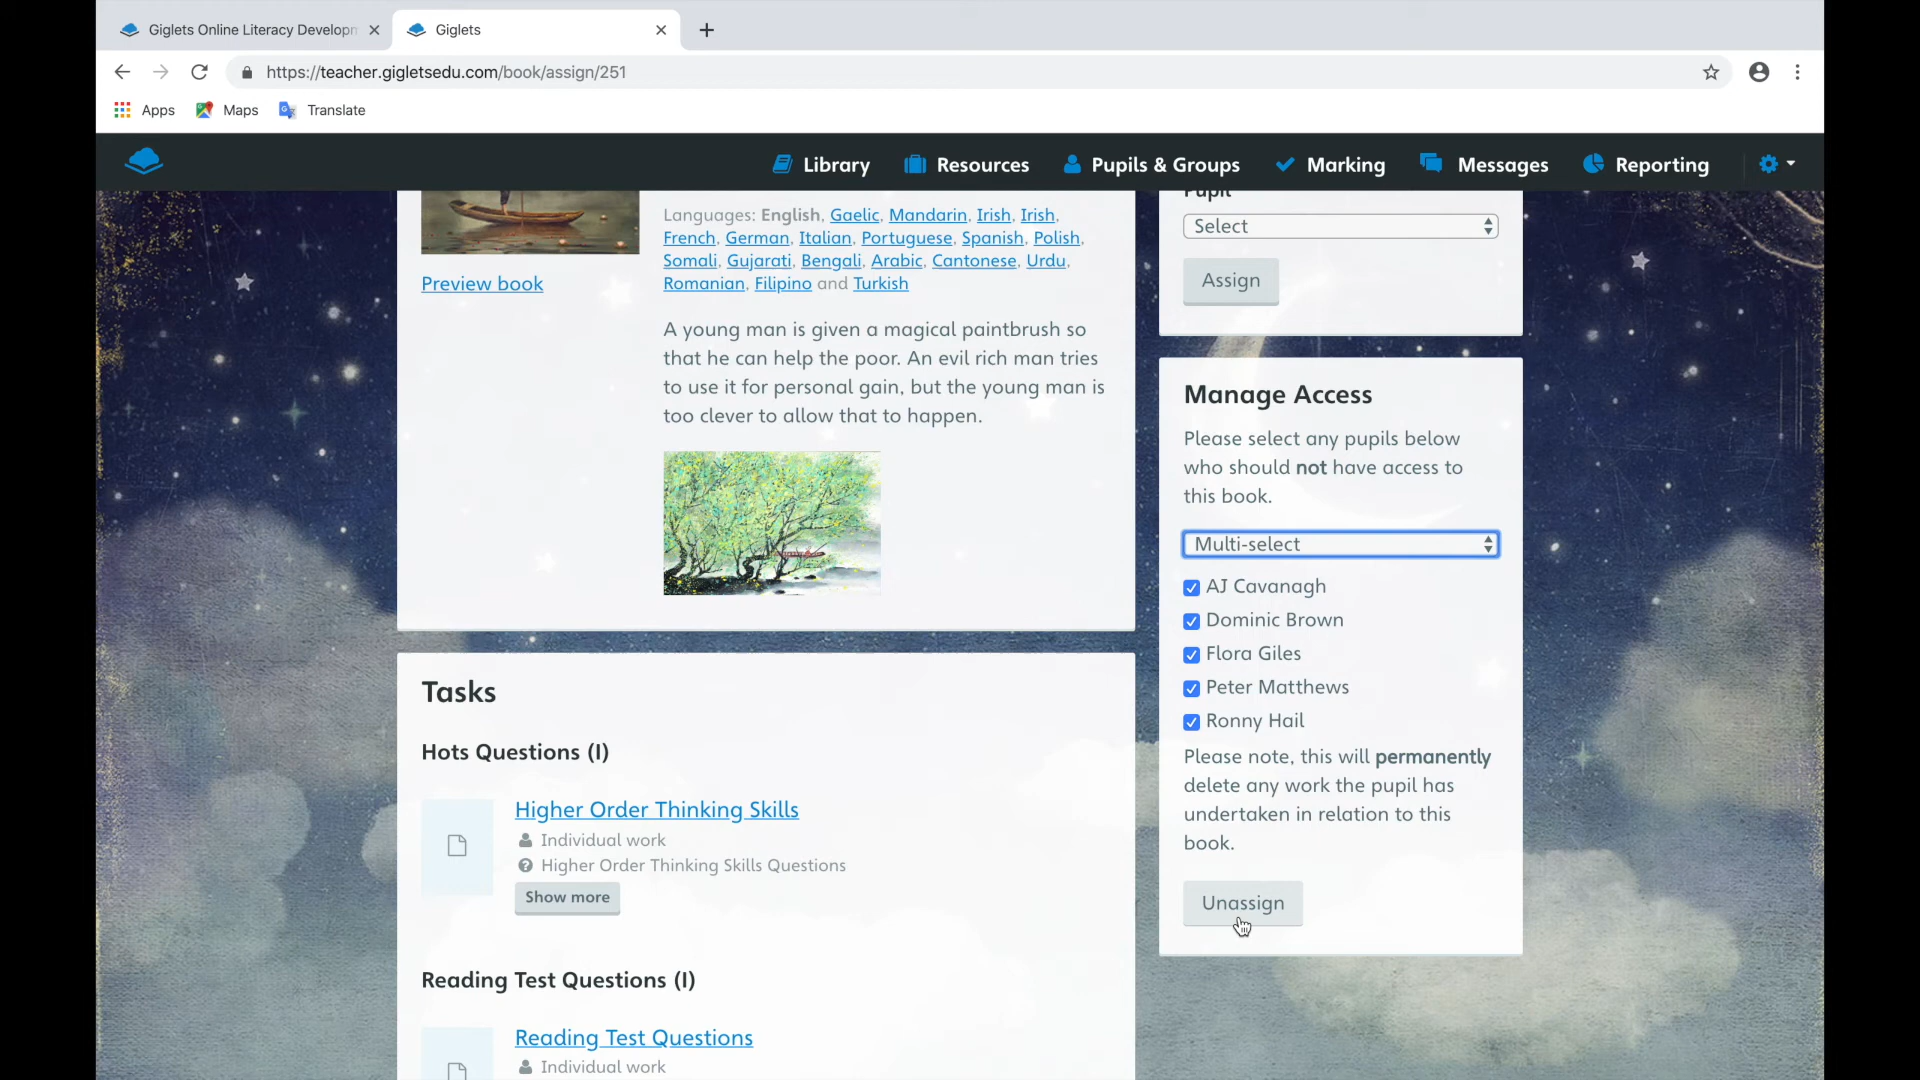 Giglets Online Literacy Developm
Giglets
https://teacher.gigletsedu.com/book/assign/251
Apps
Maps
Translate
Library
Resources
Pupils & Groups
Marking
Messages
Reporting
Languages: English, Gaelic, Mandarin, Irish, Irish,
French, German, Italian, Portuguese, Spanish, Polish,
Somali, Gujarati, Bengali, Arabic, Cantonese, Urdu,
Romanian, Filipino and Turkish
Preview book
A young man is given a magical paintbrush so
that he can help the poor. An evil rich man tries
to use it for personal gain, but the young man is
too clever to allow that to happen.
Tasks
Hots Questions (1)
Higher Order Thinking Skills
Individual work
Higher Order Thinking Skills Questions
Show more
Reading Test Questions (1)
Reading Test Questions
Individual work
Pupil
Select
Assign
Manage Access
Please select any pupils below
who should not have access to
this book.
Multi-select
AJ Cavanagh
Dominic Brown
Flora Giles
Peter Matthews
Ronny Hail
Please note, this will permanently
delete any work the pupil has
undertaken in relation to this
book.
Unassign